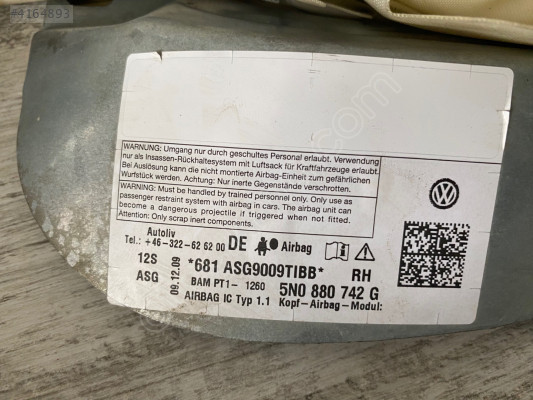 4164893
WARNING: Umgang nur durch geschultes Personal erlaubt. Verwendung
nur als Insassen-Rückhaltesystem mit Luftsack für Kraftfahrzeuge erlaubt.
Bei Auslösung kann die nicht montierte Airbag-Einheit zum gefährlichen
Wurfstück werden. Achtung: Nur inerte Gegenstände verschrotten.
WARNING: Must be handled by trained personnel only. Only use as
passenger restraint system with airbag in cars. The airbag unit can
become a dangerous projectile if triggered when not fitted.
Attention: Only scrap inert components.
Autoliv
Tel.: +46-322-62 62 00 DE Airbag
12S *681 ASG9009TIBB* RH
ASG 09.12.09 BAM PT1- 1260 5N0 880 742 G
AIRBAG IC Typ 1.1 Kopf-Airbag-Modul: